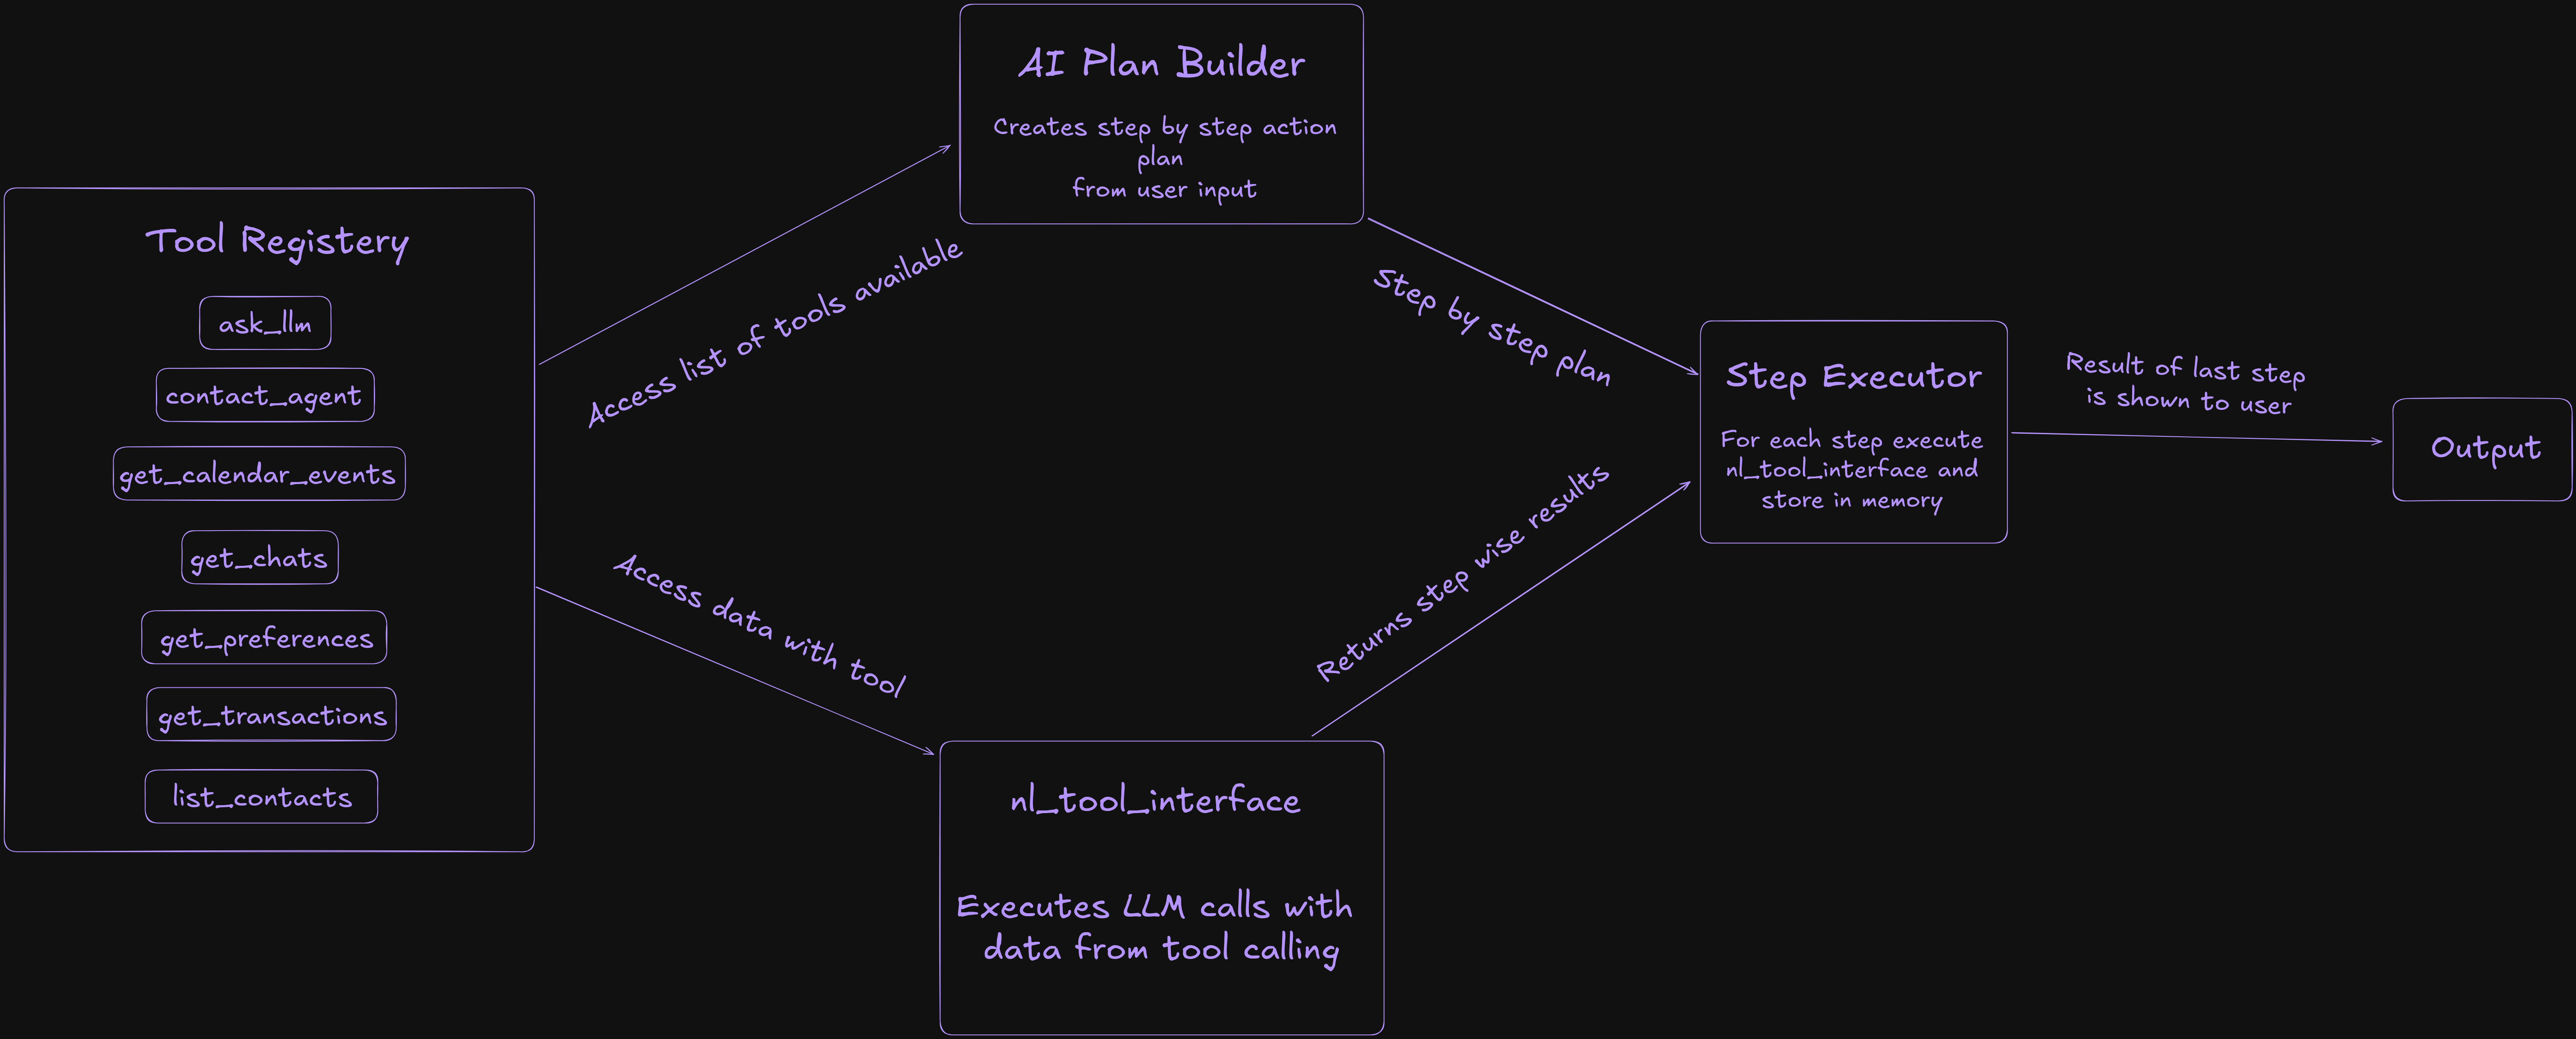 AI Plan Builder
Creates step by step action
plan
from user input
Tool Registery
ask_llm
contact_agent
get_calendar_events
get_chats
get_preferences
get_transactions
list_contacts
Access list of tools available
Access data with tool
Step by step plan
Returns step wise results
Step Executor
For each step execute
nl_tool_interface and
store in memory
Result of last step
is shown to user
Output
nl_tool_interface
Executes LLM calls with
data from tool calling